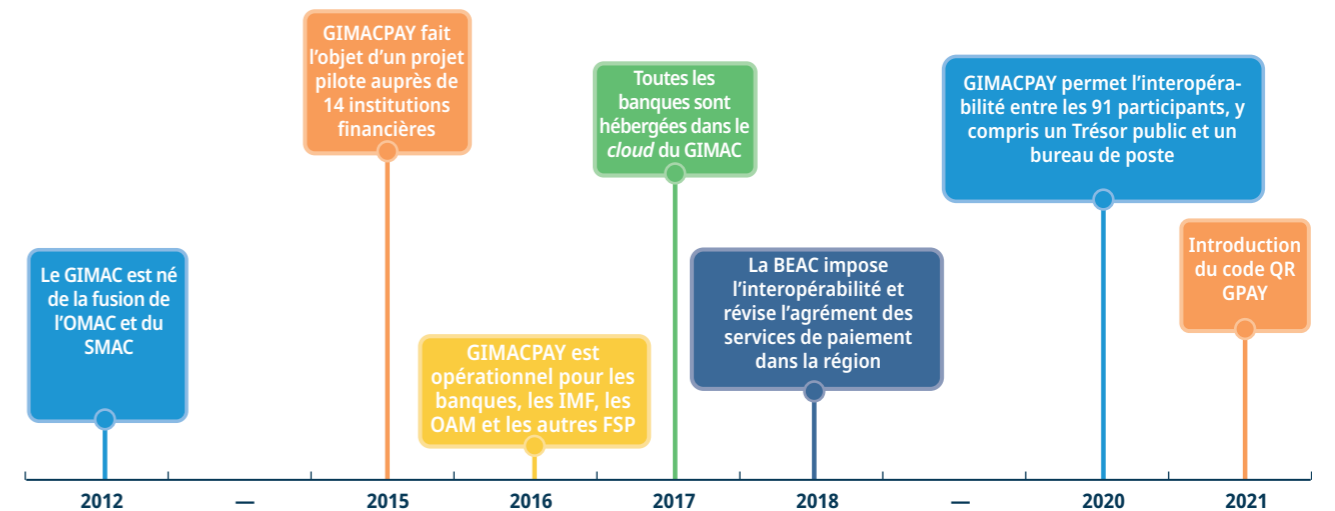 Le GIMAC est né
de la fusion de
l’OMAC et du
SMAC
GIMACPAY fait
l’objet d’un projet
pilote auprès de
14 institutions
financières
GIMACPAY est
opérationnel pour les
banques, les IMF, les
OAM et les autres FSP
Toutes les
banques sont
hébergées dans le
cloud du GIMAC
La BEAC impose
l’interopérabilité et
révise l’agrément des
services de paiement
dans la région
GIMACPAY permet l’interopéra-
bilité entre les 91 participants, y
compris un Trésor public et un
bureau de poste
Introduction
du code QR
GPAY
2012 — 2015 2016 2017 2018 — 2020 2021